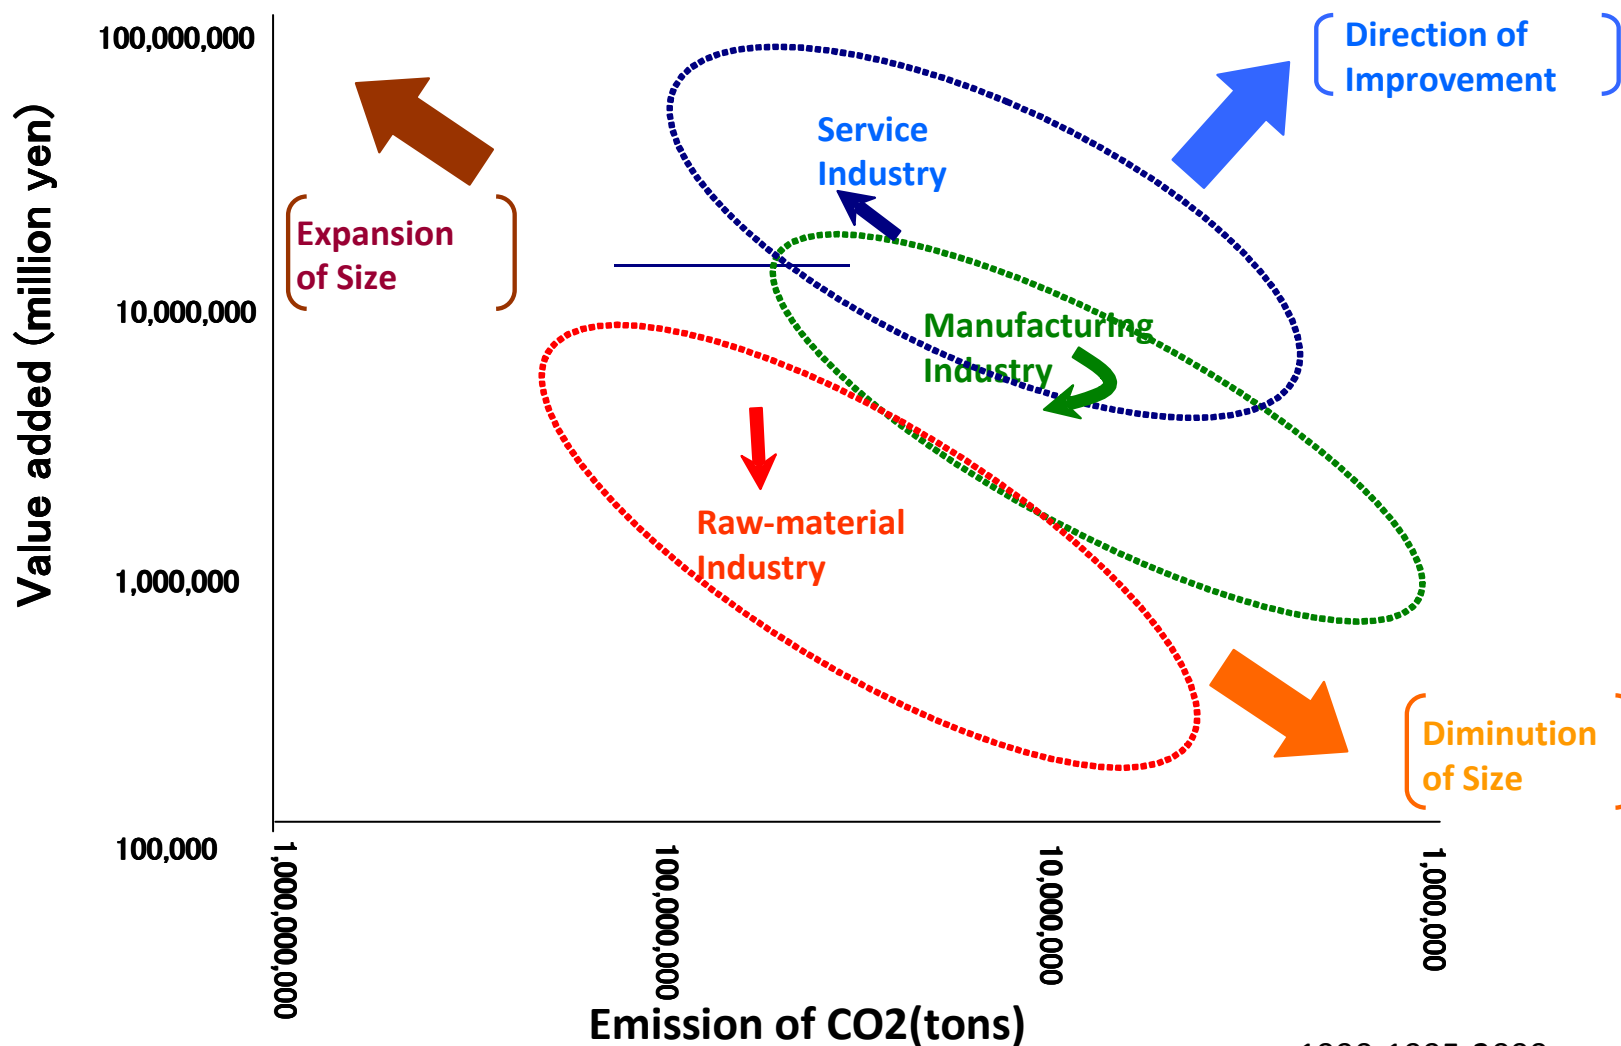 100,000,000
10,000,000
1,000,000
100,000
Value added (million yen)
Direction of
Improvement
Service
Industry
Expansion
of Size
Manufacturing
Industry
Raw-material
Industry
Diminution
of Size
1,000,000,000
100,000,000
10,000,000
1,000,000
Emission of CO2(tons)